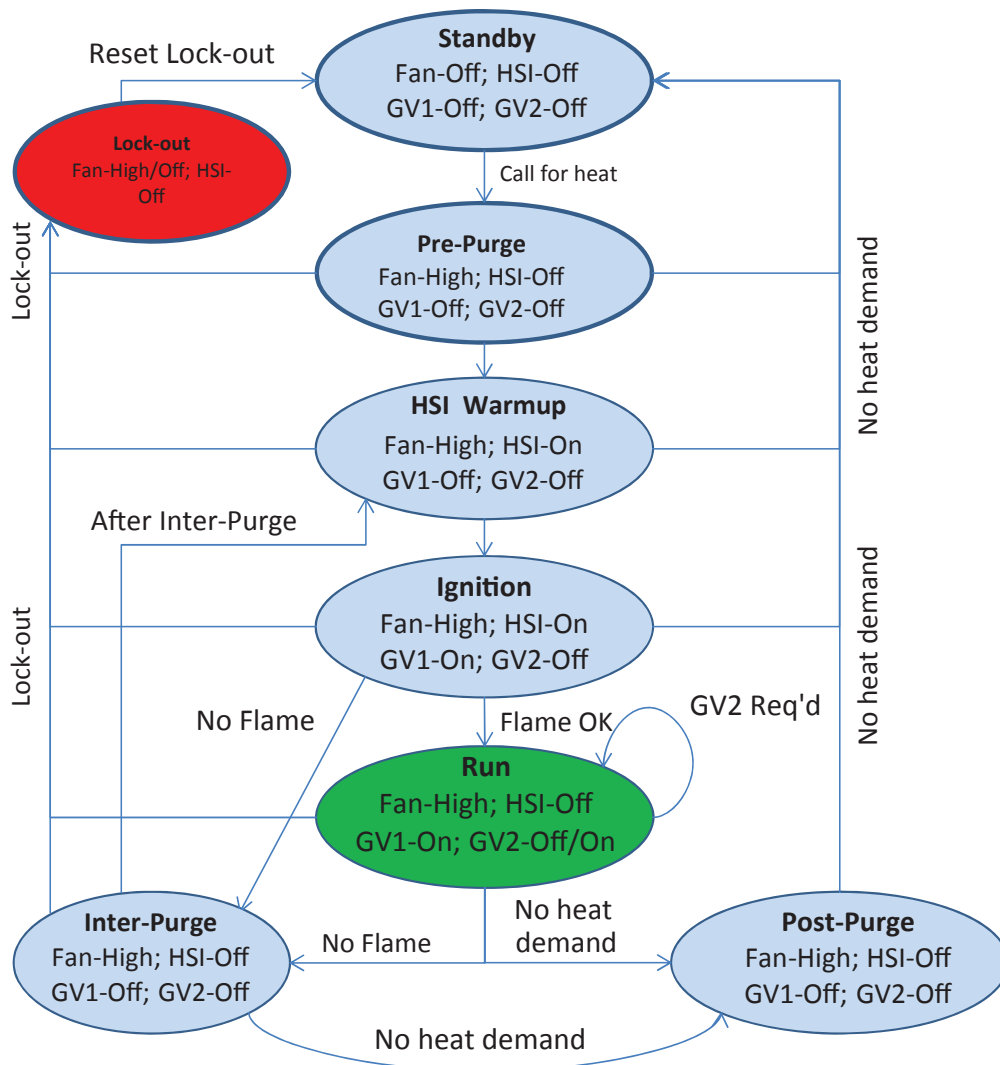 Reset Lock-out
Standby
Fan-Off; HSI-Off
GV1-Off; GV2-Off
Lock-out
Fan-High/Off; HSI-
Off
Call for heat
Lock-out
Pre-Purge
Fan-High; HSI-Off
GV1-Off; GV2-Off
No heat demand
HSI  Warmup
Fan-High; HSI-On
GV1-Off; GV2-Off
After Inter-Purge
Ignition
Fan-High; HSI-On
GV1-On; GV2-Off
Lock-out
No heat demand
No Flame
Flame OK
GV2 Req'd
Run
Fan-High; HSI-Off
GV1-On; GV2-Off/On
Inter-Purge
Fan-High; HSI-Off
GV1-Off; GV2-Off
No Flame
No heat
demand
Post-Purge
Fan-High; HSI-Off
GV1-Off; GV2-Off
No heat demand